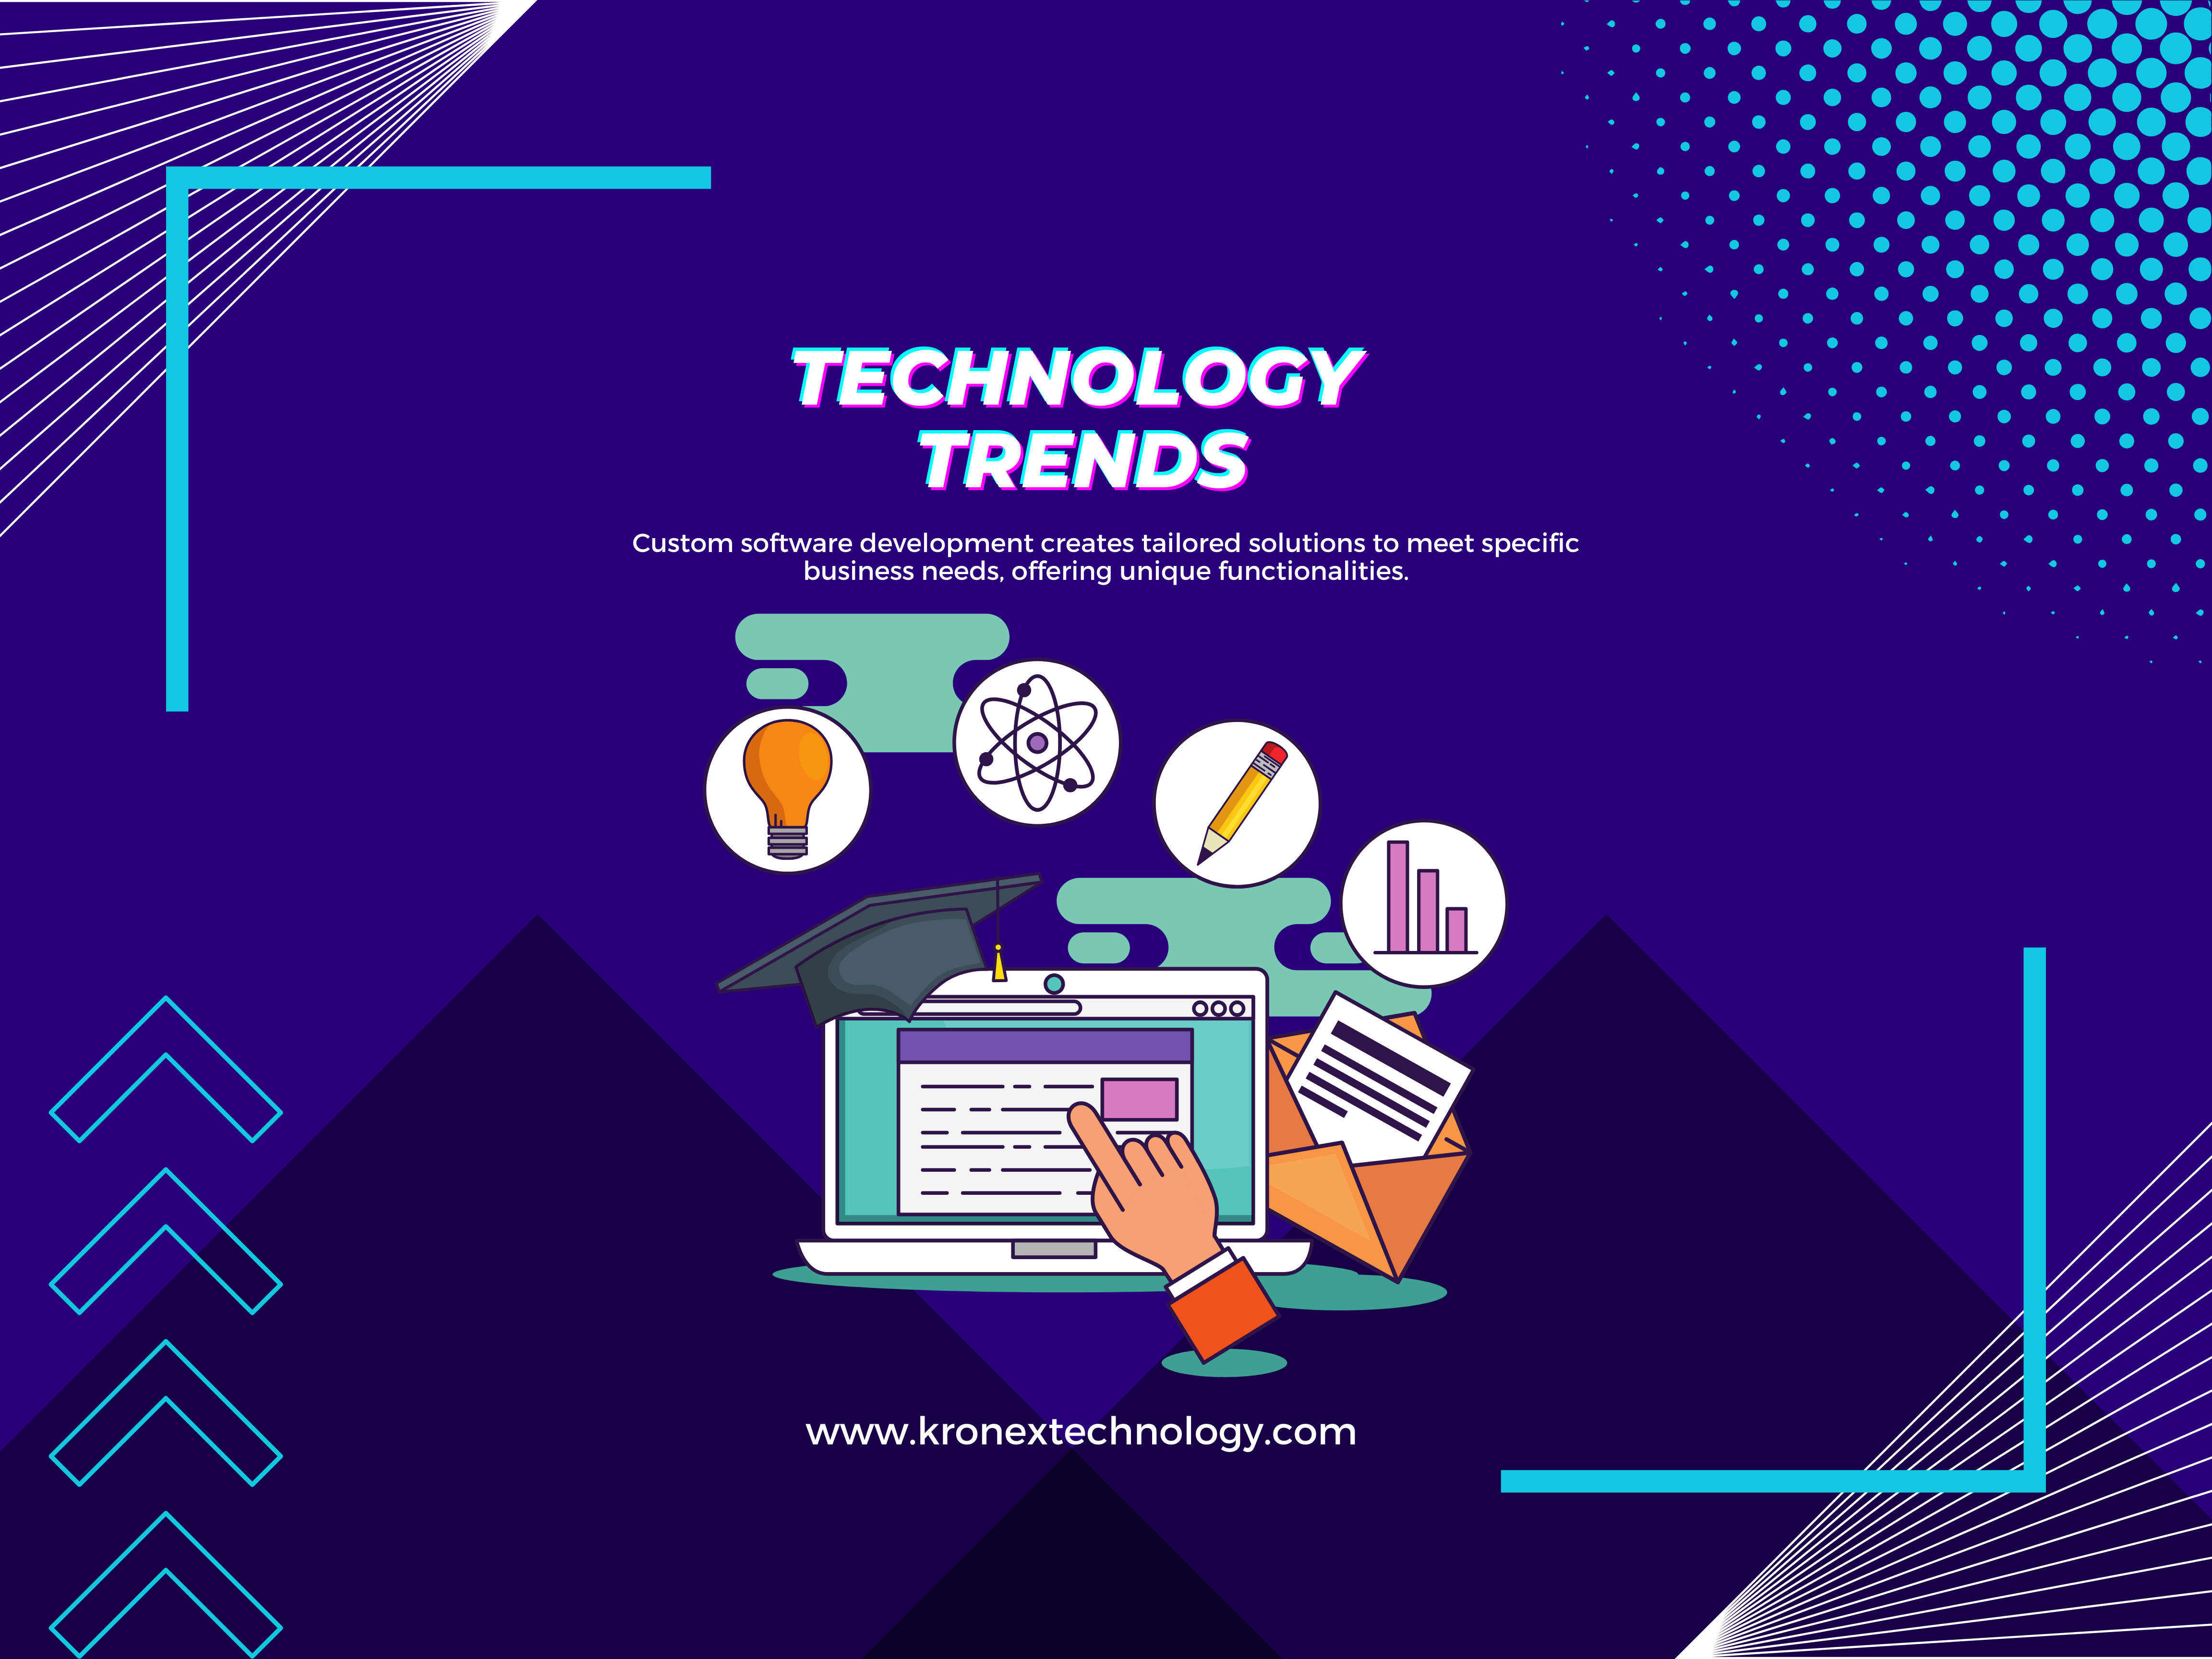 TECHNOLOGY
TRENDS
Custom software development creates tailored solutions to meet specific
business needs, offering unique functionalities.
www.kronextechnology.com